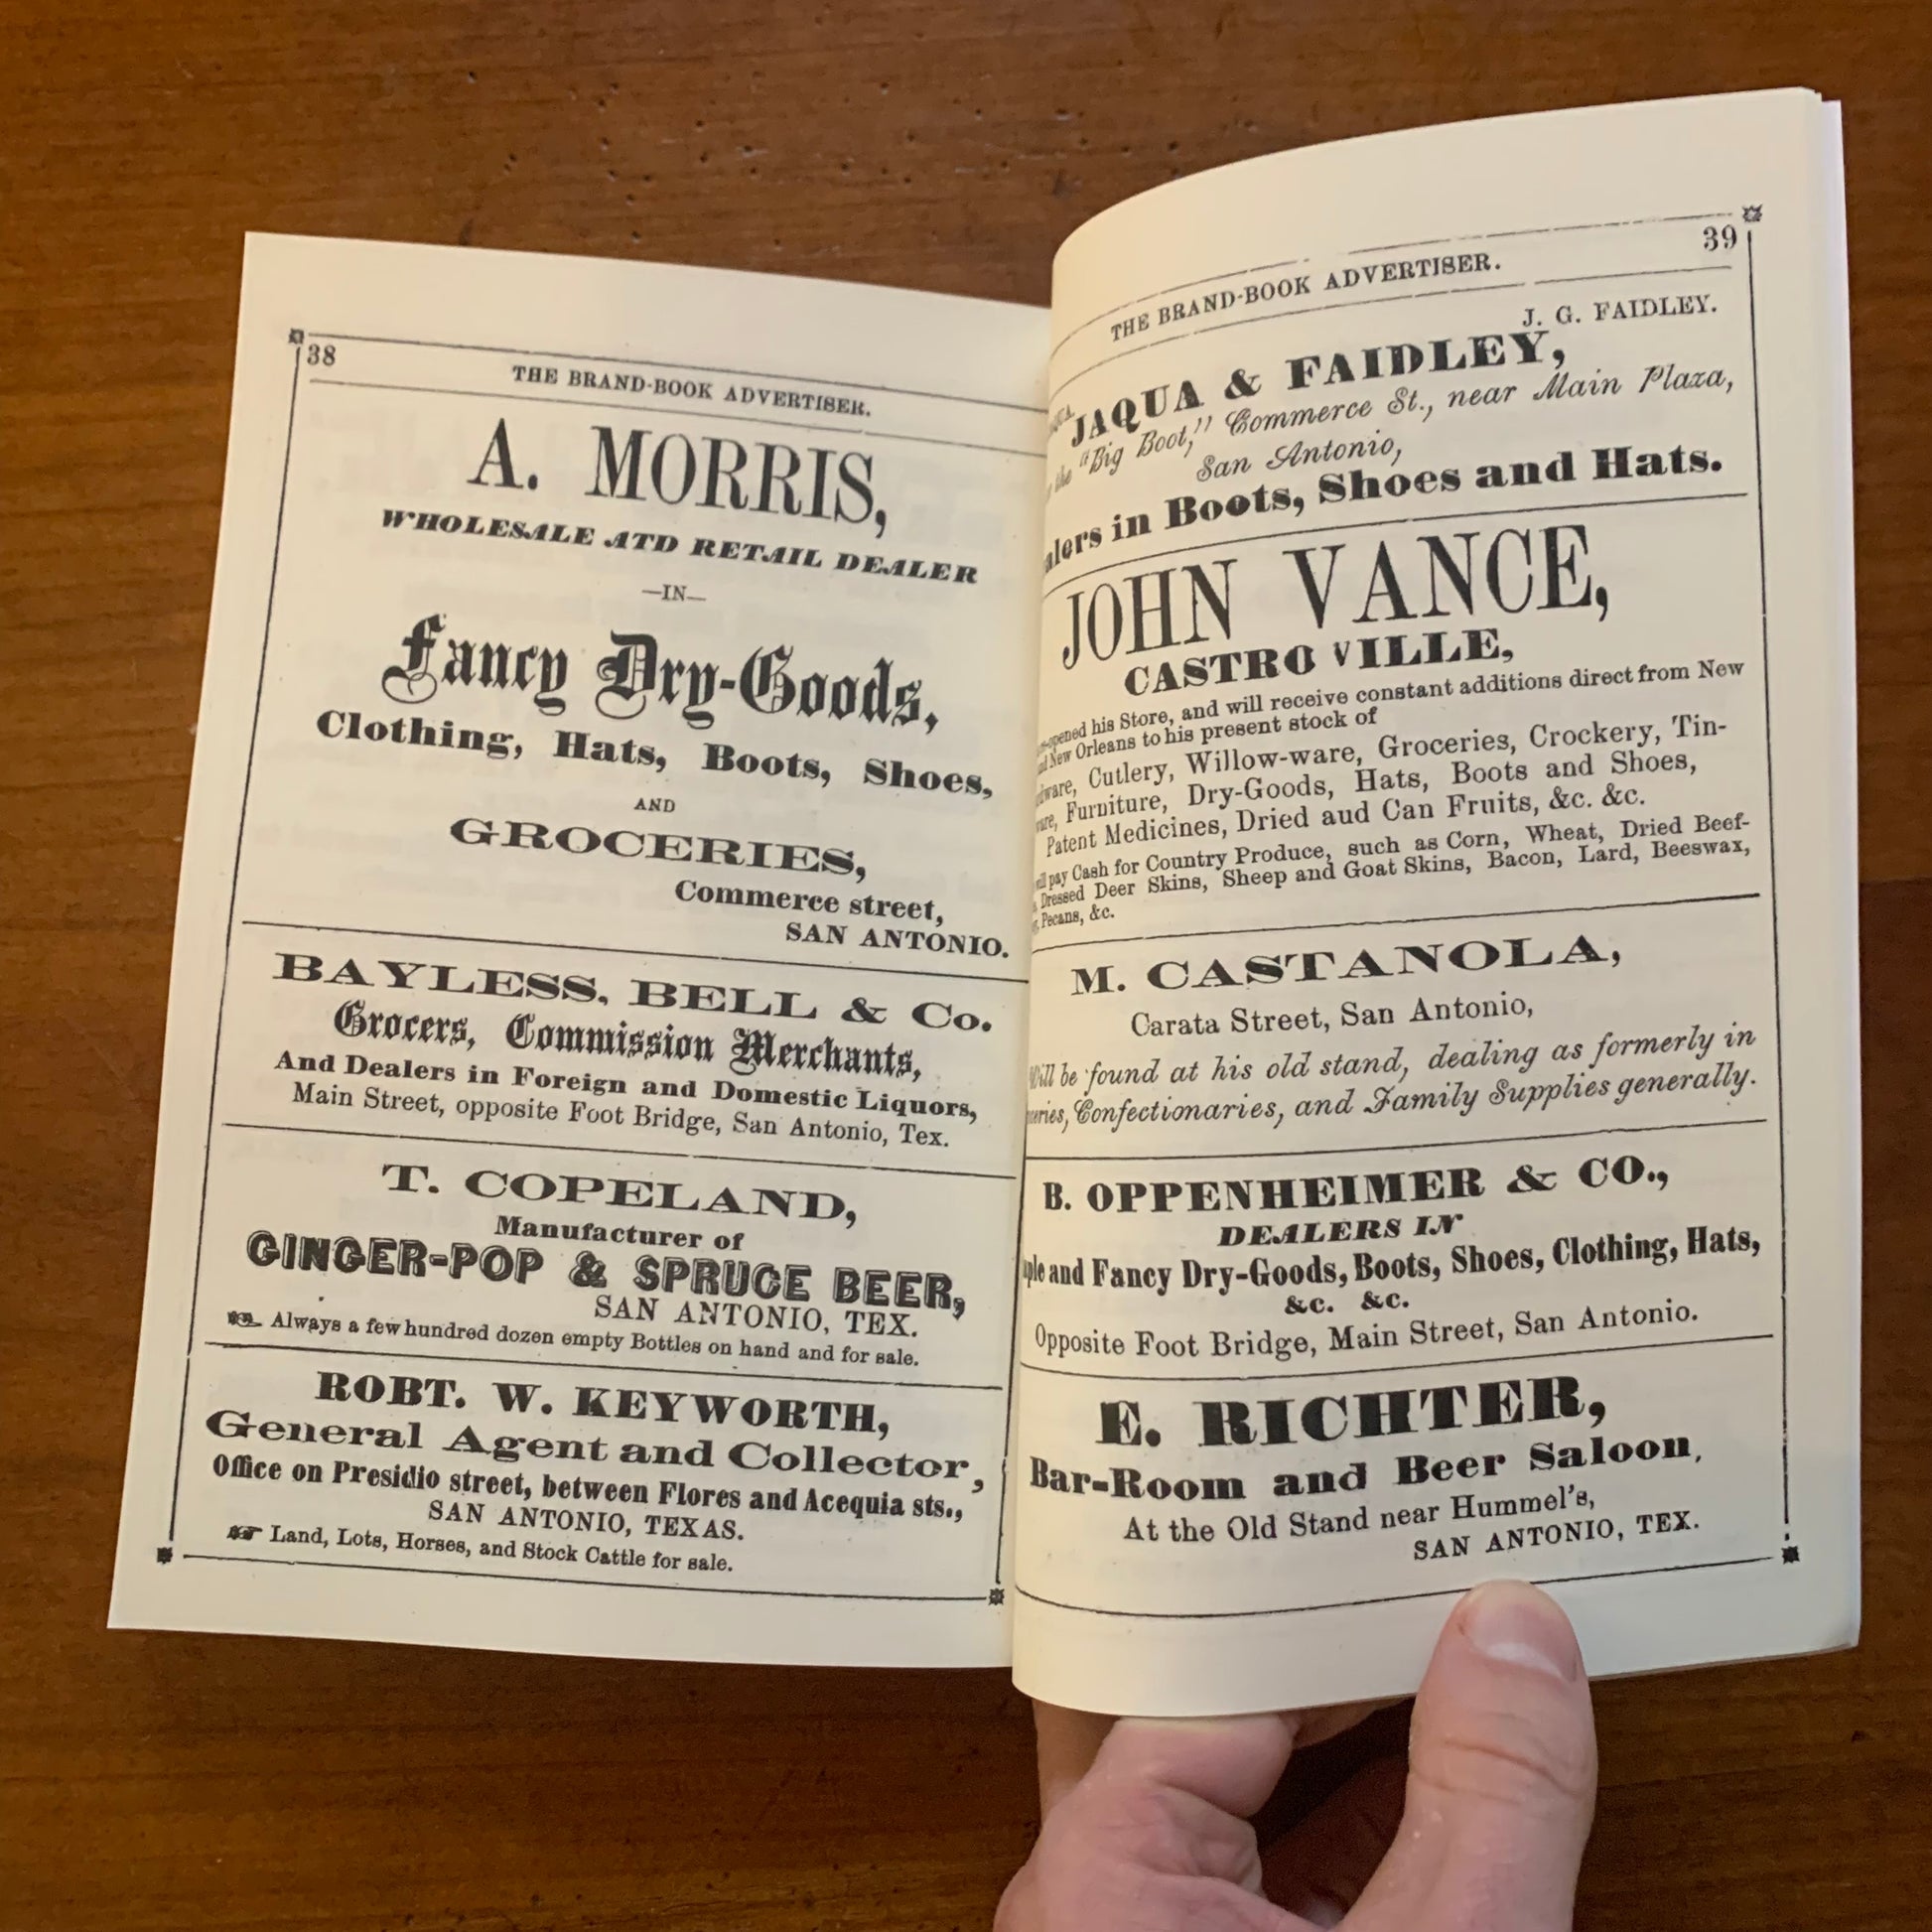 38
THE BRAND-BOOK ADVERTISER.
A. MORRIS,
WHOLESALE ATD RETAIL DEALER
—IN—
Fancy Dry-Goods,
Clothing, Hats, Boots, Shoes,
AND
GROCERIES,
Commerce street,
SAN ANTONIO.
BAYLESS, BELL & Co.
Grocers, Commission Merchants,
And Dealers in Foreign and Domestic Liquors,
Main Street, opposite Foot Bridge, San Antonio, Tex.
T. COPELAND,
Manufacturer of
GINGER-POP & SPRUCE BEER,
SAN ANTONIO, TEX.
☞ Always a few hundred dozen empty Bottles on hand and for sale.
ROBT. W. KEYWORTH,
General Agent and Collector,
Office on Presidio street, between Flores and Acequia sts.,
SAN ANTONIO, TEXAS.
☞ Land, Lots, Horses, and Stock Cattle for sale.
THE BRAND-BOOK ADVERTISER. 39
J. G. FAIDLEY.
JAQUA & FAIDLEY,
the "Big Boot," Commerce St., near Main Plaza,
San Antonio,
alers in Boots, Shoes and Hats.
JOHN VANCE,
CASTROVILLE,
opened his Store, and will receive constant additions direct from New
New Orleans to his present stock of
ware, Cutlery, Willow-ware, Groceries, Crockery, Tin-
Furniture, Dry-Goods, Hats, Boots and Shoes,
Patent Medicines, Dried aud Can Fruits, &c. &c.
pay Cash for Country Produce, such as Corn, Wheat, Dried Beef-
Dressed Deer Skins, Sheep and Goat Skins, Bacon, Lard, Beeswax,
Pecans, &c.
M. CASTANOLA,
Carata Street, San Antonio,
Will be found at his old stand, dealing as formerly in
Confectionaries, and Family Supplies generally.
B. OPPENHEIMER & CO.,
DEALERS IN
and Fancy Dry-Goods, Boots, Shoes, Clothing, Hats,
&c. &c.
Opposite Foot Bridge, Main Street, San Antonio.
E. RICHTER,
Bar-Room and Beer Saloon,
At the Old Stand near Hummel's,
SAN ANTONIO, TEX.